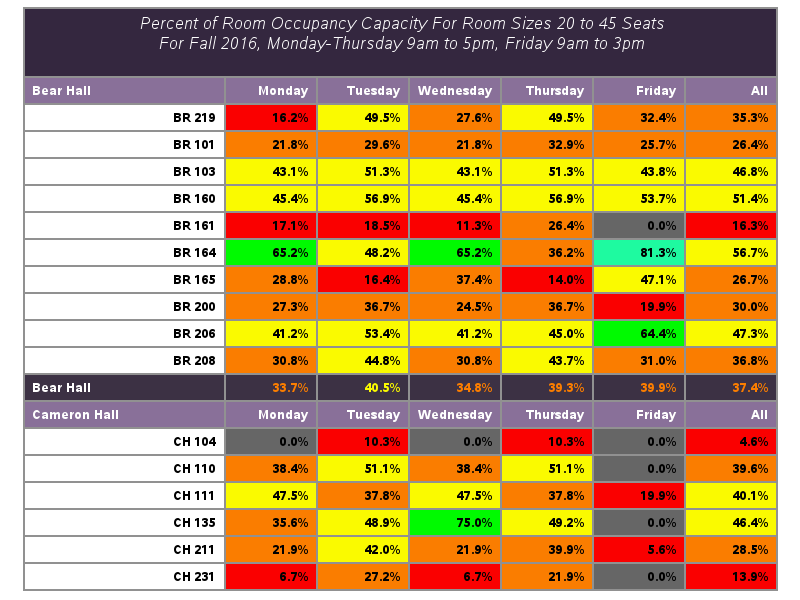 Percent of Room Occupancy Capacity For Room Sizes 20 to 45 Seats
For Fall 2016, Monday-Thursday 9am to 5pm, Friday 9am to 3pm
Bear Hall Monday Tuesday Wednesday Thursday Friday All
BR 219 16.2% 49.5% 27.6% 49.5% 32.4% 35.3%
BR 101 21.8% 29.6% 21.8% 32.9% 25.7% 26.4%
BR 103 43.1% 51.3% 43.1% 51.3% 43.8% 46.8%
BR 160 45.4% 56.9% 45.4% 56.9% 53.7% 51.4%
BR 161 17.1% 18.5% 11.3% 26.4% 0.0% 16.3%
BR 164 65.2% 48.2% 65.2% 36.2% 81.3% 56.7%
BR 165 28.8% 16.4% 37.4% 14.0% 47.1% 26.7%
BR 200 27.3% 36.7% 24.5% 36.7% 19.9% 30.0%
BR 206 41.2% 53.4% 41.2% 45.0% 64.4% 47.3%
BR 208 30.8% 44.8% 30.8% 43.7% 31.0% 36.8%
Bear Hall 33.7% 40.5% 34.8% 39.3% 39.9% 37.4%
Cameron Hall Monday Tuesday Wednesday Thursday Friday All
CH 104 0.0% 10.3% 0.0% 10.3% 0.0% 4.6%
CH 110 38.4% 51.1% 38.4% 51.1% 0.0% 39.6%
CH 111 47.5% 37.8% 47.5% 37.8% 19.9% 40.1%
CH 135 35.6% 48.9% 75.0% 49.2% 0.0% 46.4%
CH 211 21.9% 42.0% 21.9% 39.9% 5.6% 28.5%
CH 231 6.7% 27.2% 6.7% 21.9% 0.0% 13.9%